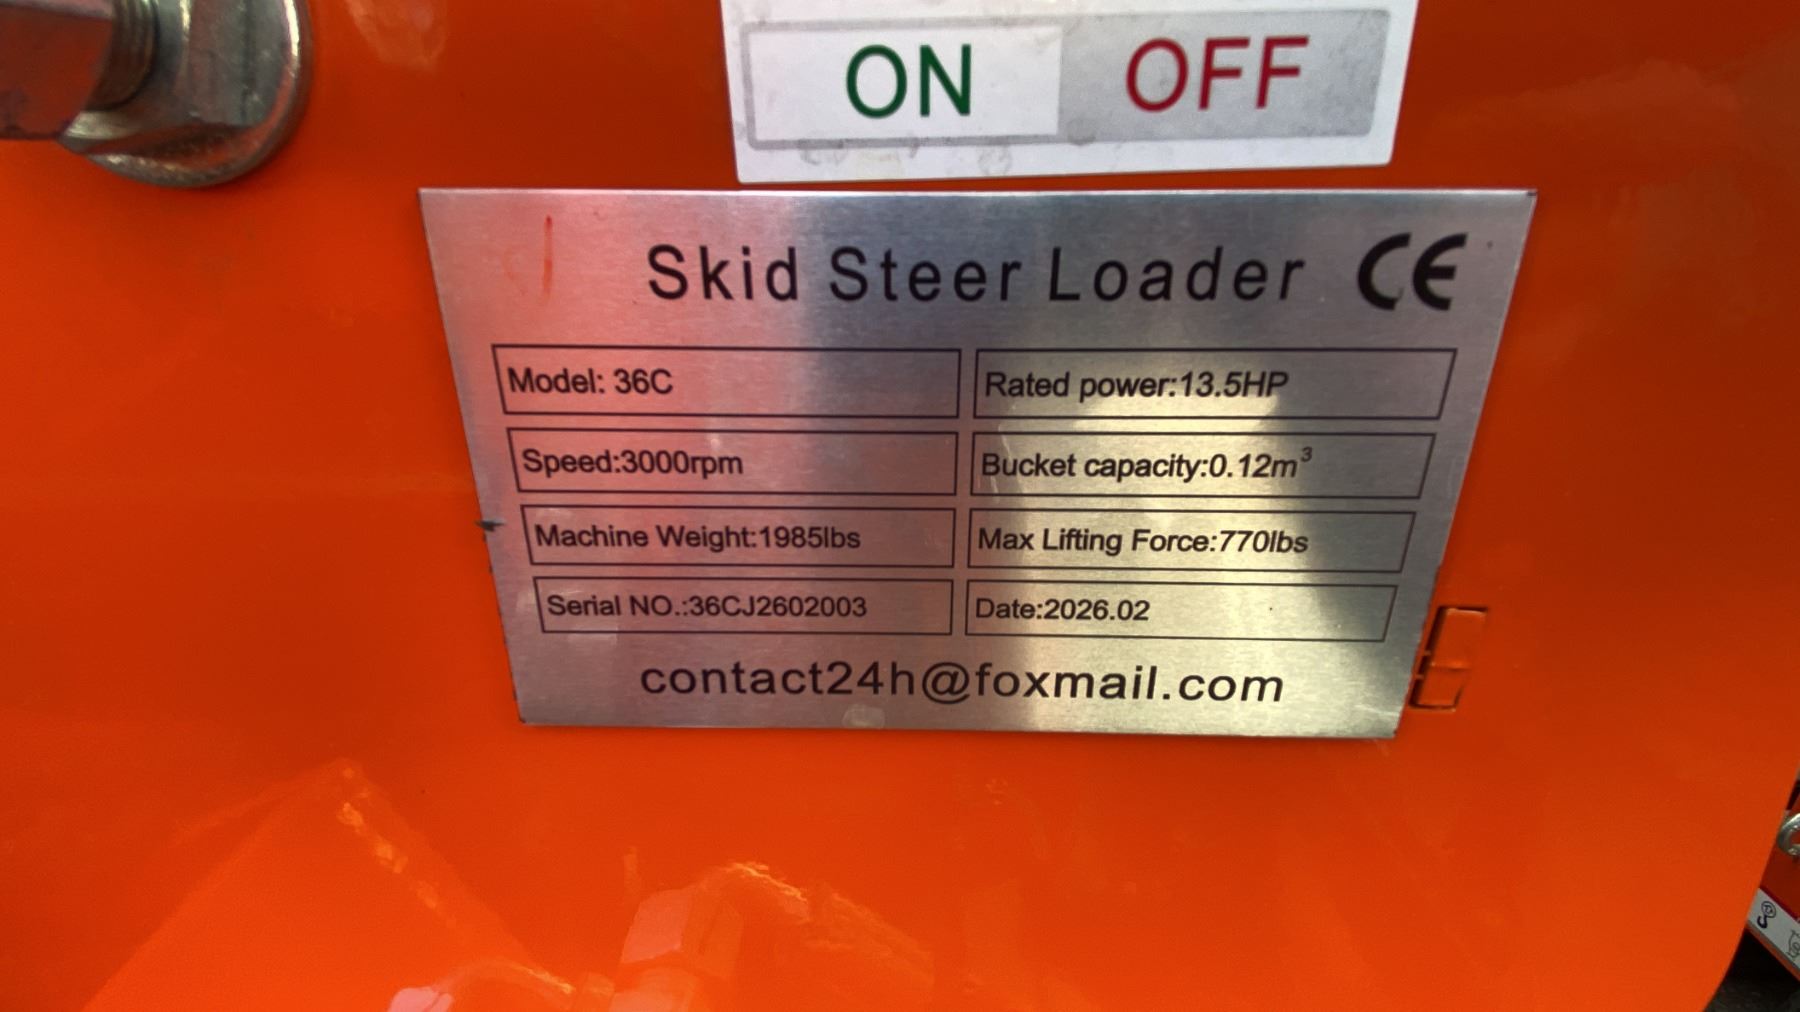 ON OFF
Skid Steer Loader CE
Model: 36C
Rated power:13.5HP
Speed:3000rpm
Bucket capacity:0.12m³
Machine Weight:1985lbs
Max Lifting Force:770lbs
Serial NO.:36CJ2602003
Date:2026.02
contact24h@foxmail.com